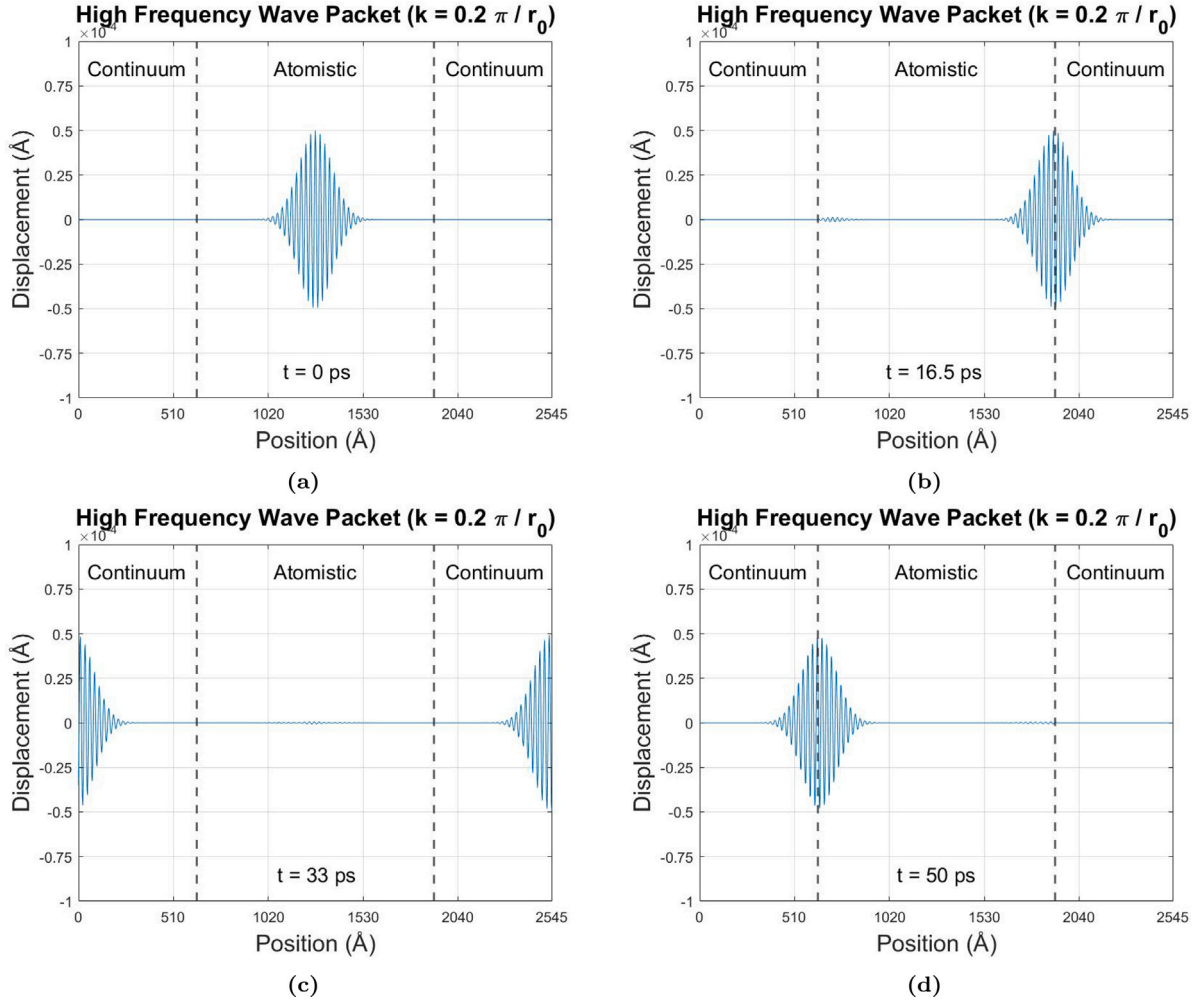 High Frequency Wave Packet (k = 0.2 π / r₀)
×10⁻⁴
1
0.75
0.5
0.25
0
-0.25
-0.5
-0.75
-1
Displacement (Å)
Continuum Atomistic Continuum
t = 0 ps
0 510 1020 1530 2040 2545
Position (Å)
(a)
High Frequency Wave Packet (k = 0.2 π / r₀)
×10⁻⁴
1
0.75
0.5
0.25
0
-0.25
-0.5
-0.75
-1
Displacement (Å)
Continuum Atomistic Continuum
t = 16.5 ps
0 510 1020 1530 2040 2545
Position (Å)
(b)
High Frequency Wave Packet (k = 0.2 π / r₀)
×10⁻⁴
1
0.75
0.5
0.25
0
-0.25
-0.5
-0.75
-1
Displacement (Å)
Continuum Atomistic Continuum
t = 33 ps
0 510 1020 1530 2040 2545
Position (Å)
(c)
High Frequency Wave Packet (k = 0.2 π / r₀)
×10⁻⁴
1
0.75
0.5
0.25
0
-0.25
-0.5
-0.75
-1
Displacement (Å)
Continuum Atomistic Continuum
t = 50 ps
0 510 1020 1530 2040 2545
Position (Å)
(d)